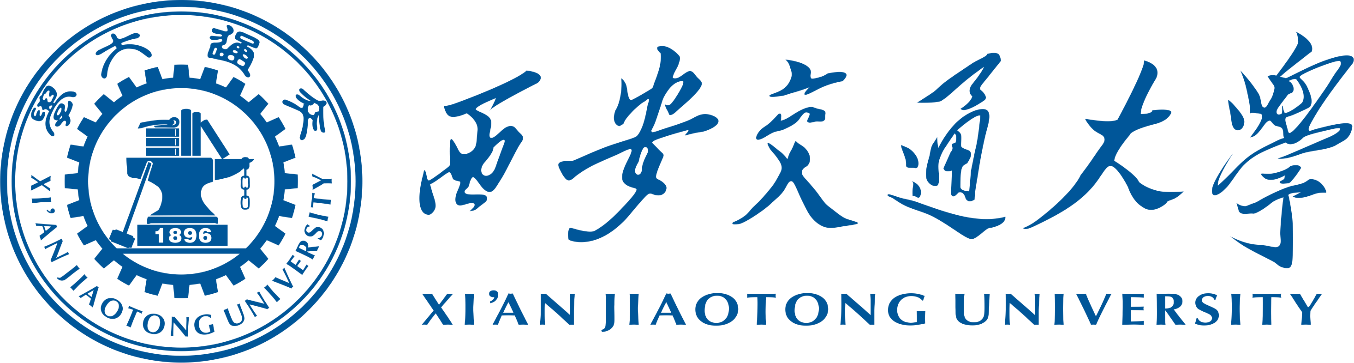 交通大學
1896
XI'AN JIAOTONG UNIVERSITY
西安交通大學
XI'AN JIAOTONG UNIVERSITY